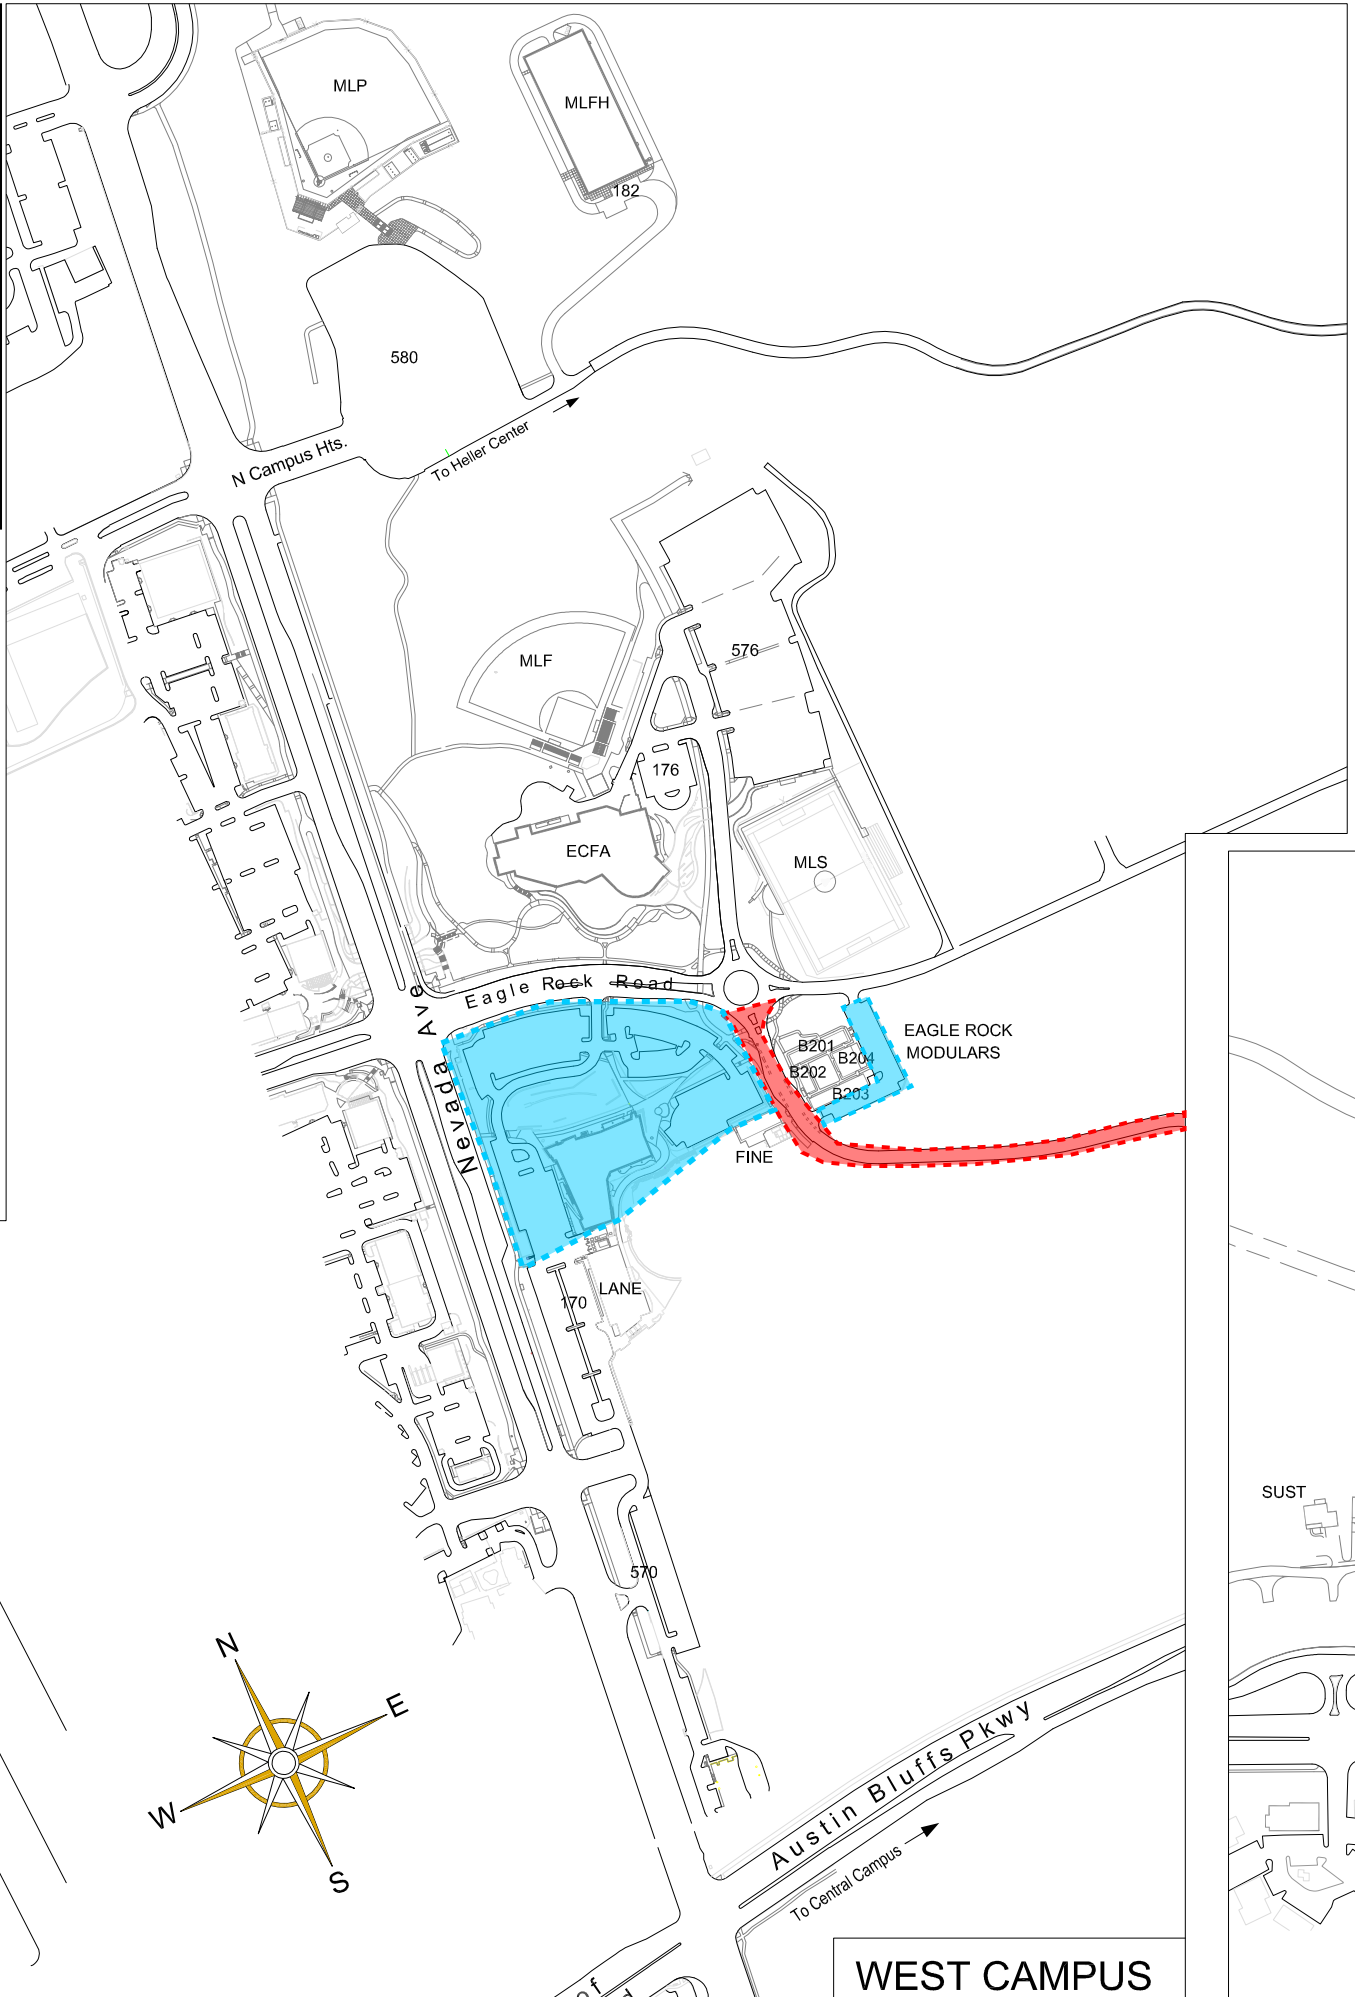 MLP
MLFH
182
580
N Campus Hts.
To Heller Center
MLF
576
176
ECFA
MLS
Eagle Rock Road
Nevada Ave
EAGLE ROCK
MODULARS
B201
B204
B202
B203
FINE
LANE
170
SUST
570
N
E
W
S
Austin Bluffs Pkwy
To Central Campus
WEST CAMPUS